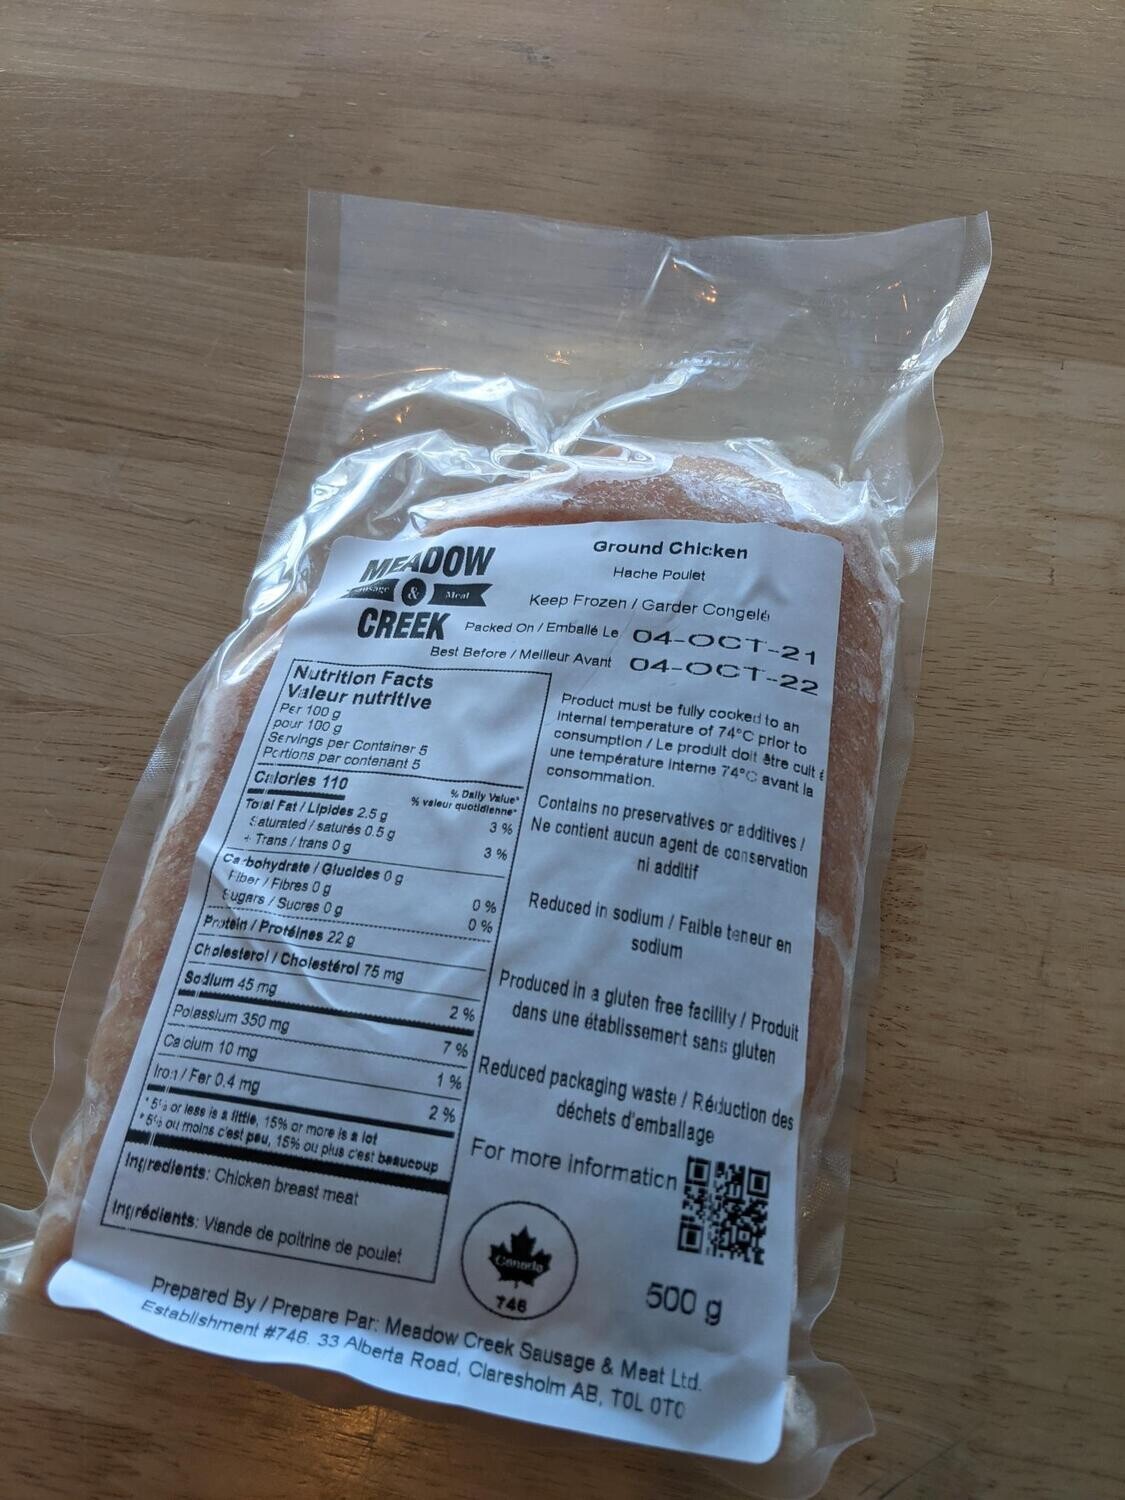 MEADOW
Sausage & Meat
CREEK
Ground Chicken
Hache Poulet
Keep Frozen / Garder Congelé
Packed On / Emballé Le 04-OCT-21
Best Before / Meilleur Avant 04-OCT-22
Nutrition Facts
Valeur nutritive
Per 100 g
pour 100 g
Servings per Container 5
Portions par contenant 5
Calories 110
% Daily Value*
% valeur quotidienne*
Total Fat / Lipides 2.5 g 3 %
Saturated / saturés 0.5 g
+ Trans / trans 0 g 3 %
Carbohydrate / Glucides 0 g
Fiber / Fibres 0 g 0 %
Sugars / Sucres 0 g 0 %
Protein / Protéines 22 g
Cholesterol / Cholestérol 75 mg
Sodium 45 mg 2 %
Potassium 350 mg 7 %
Calcium 10 mg 1 %
Iron / Fer 0.4 mg 2 %
* 5% or less is a little, 15% or more is a lot
* 5% ou moins c'est peu, 15% ou plus c'est beaucoup
Ingredients: Chicken breast meat
Ingrédients: Viande de poitrine de poulet
Product must be fully cooked to an
internal temperature of 74°C prior to
consumption / Le produit doit être cuit é
une température interne 74°C avant la
consommation.
Contains no preservatives or additives /
Ne contient aucun agent de conservation
ni additif
Reduced in sodium / Faible teneur en
sodium
Produced in a gluten free facility / Produit
dans une établissement sans gluten
Reduced packaging waste / Réduction des
déchets d'emballage
For more information
Canada
746
500 g
Prepared By / Prepare Par: Meadow Creek Sausage & Meat Ltd.
Establishment #746. 33 Alberta Road, Claresholm AB, T0L 0T0